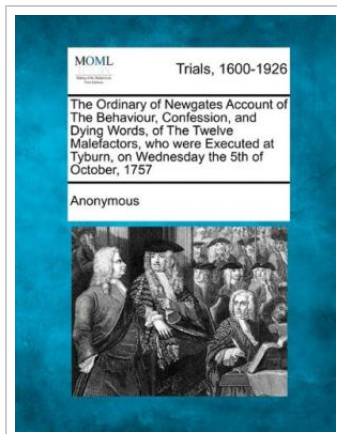 MOML
Trials, 1600-1926
The Ordinary of Newgates Account of
The Behaviour, Confession, and
Dying Words, of The Twelve
Malefactors, who were Executed at
Tyburn, on Wednesday the 5th of
October, 1757
Anonymous